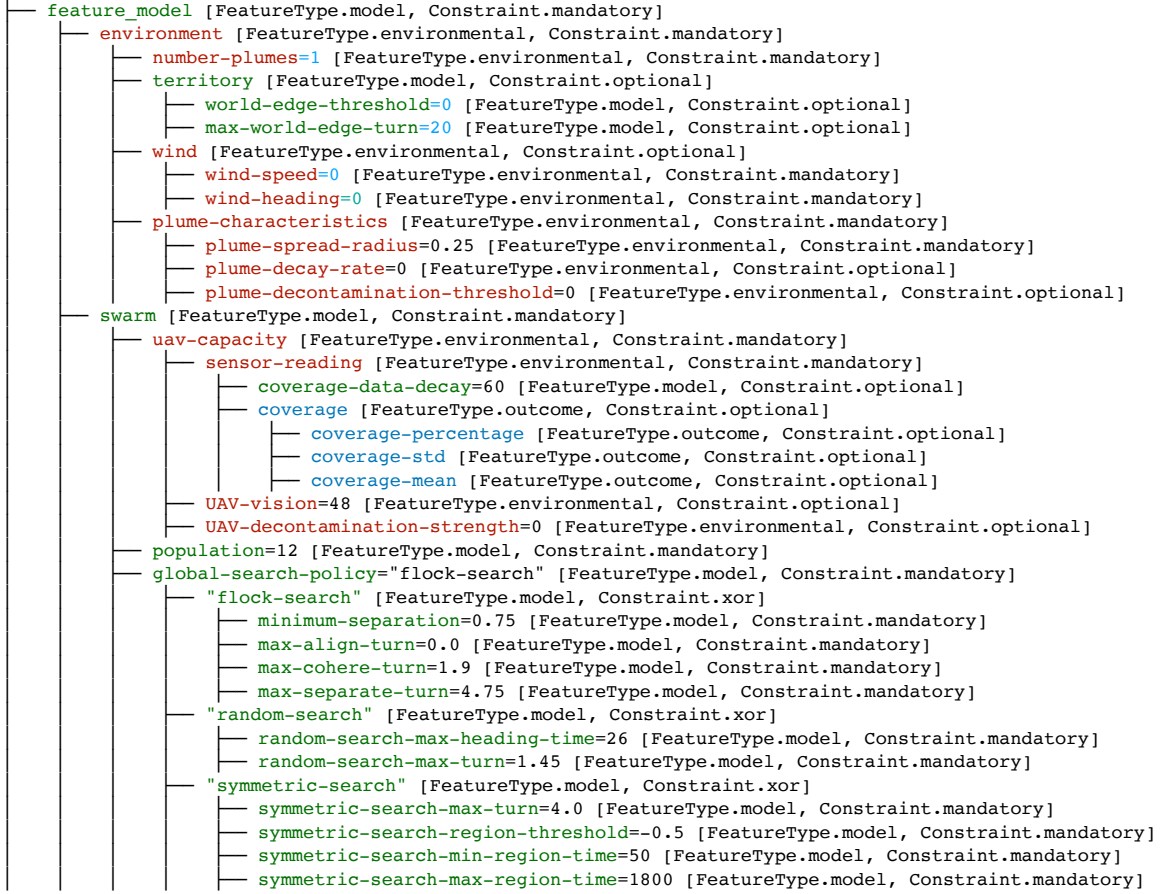 feature_model [FeatureType.model, Constraint.mandatory]
environment [FeatureType.environmental, Constraint.mandatory]
number-plumes=1 [FeatureType.environmental, Constraint.mandatory]
territory [FeatureType.model, Constraint.optional]
world-edge-threshold=0 [FeatureType.model, Constraint.optional]
max-world-edge-turn=20 [FeatureType.model, Constraint.optional]
wind [FeatureType.environmental, Constraint.optional]
wind-speed=0 [FeatureType.environmental, Constraint.mandatory]
wind-heading=0 [FeatureType.environmental, Constraint.mandatory]
plume-characteristics [FeatureType.environmental, Constraint.mandatory]
plume-spread-radius=0.25 [FeatureType.environmental, Constraint.mandatory]
plume-decay-rate=0 [FeatureType.environmental, Constraint.optional]
plume-decontamination-threshold=0 [FeatureType.environmental, Constraint.optional]
swarm [FeatureType.model, Constraint.mandatory]
uav-capacity [FeatureType.environmental, Constraint.mandatory]
sensor-reading [FeatureType.environmental, Constraint.mandatory]
coverage-data-decay=60 [FeatureType.model, Constraint.optional]
coverage [FeatureType.outcome, Constraint.optional]
coverage-percentage [FeatureType.outcome, Constraint.optional]
coverage-std [FeatureType.outcome, Constraint.optional]
coverage-mean [FeatureType.outcome, Constraint.optional]
UAV-vision=48 [FeatureType.environmental, Constraint.optional]
UAV-decontamination-strength=0 [FeatureType.environmental, Constraint.optional]
population=12 [FeatureType.model, Constraint.mandatory]
global-search-policy="flock-search" [FeatureType.model, Constraint.mandatory]
"flock-search" [FeatureType.model, Constraint.xor]
minimum-separation=0.75 [FeatureType.model, Constraint.mandatory]
max-align-turn=0.0 [FeatureType.model, Constraint.mandatory]
max-cohere-turn=1.9 [FeatureType.model, Constraint.mandatory]
max-separate-turn=4.75 [FeatureType.model, Constraint.mandatory]
"random-search" [FeatureType.model, Constraint.xor]
random-search-max-heading-time=26 [FeatureType.model, Constraint.mandatory]
random-search-max-turn=1.45 [FeatureType.model, Constraint.mandatory]
"symmetric-search" [FeatureType.model, Constraint.xor]
symmetric-search-max-turn=4.0 [FeatureType.model, Constraint.mandatory]
symmetric-search-region-threshold=-0.5 [FeatureType.model, Constraint.mandatory]
symmetric-search-min-region-time=50 [FeatureType.model, Constraint.mandatory]
symmetric-search-max-region-time=1800 [FeatureType.model, Constraint.mandatory]